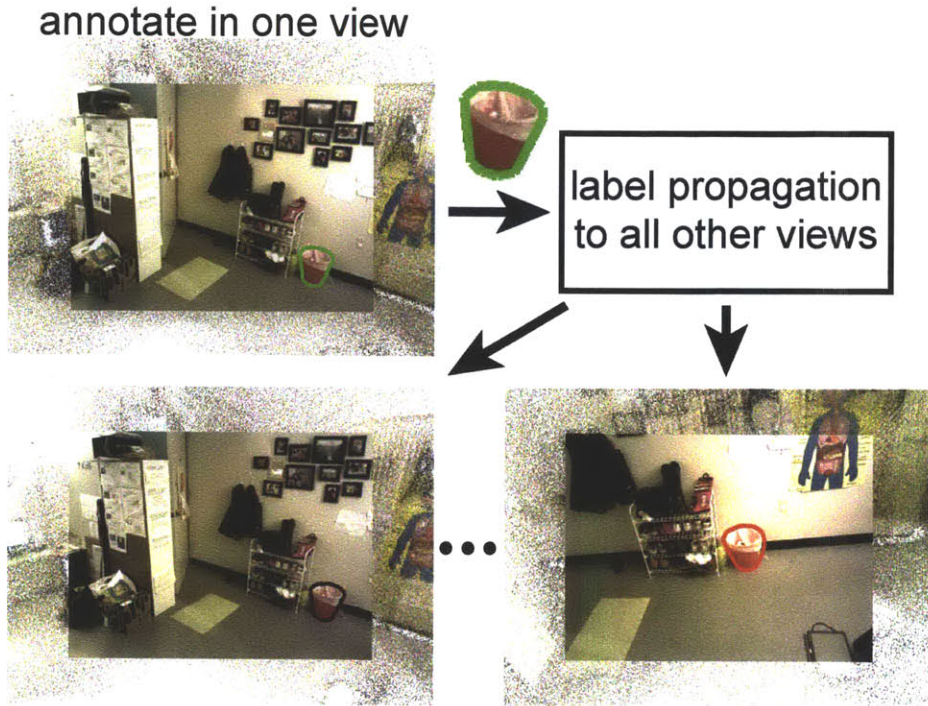 annotate in one view
label propagation
to all other views